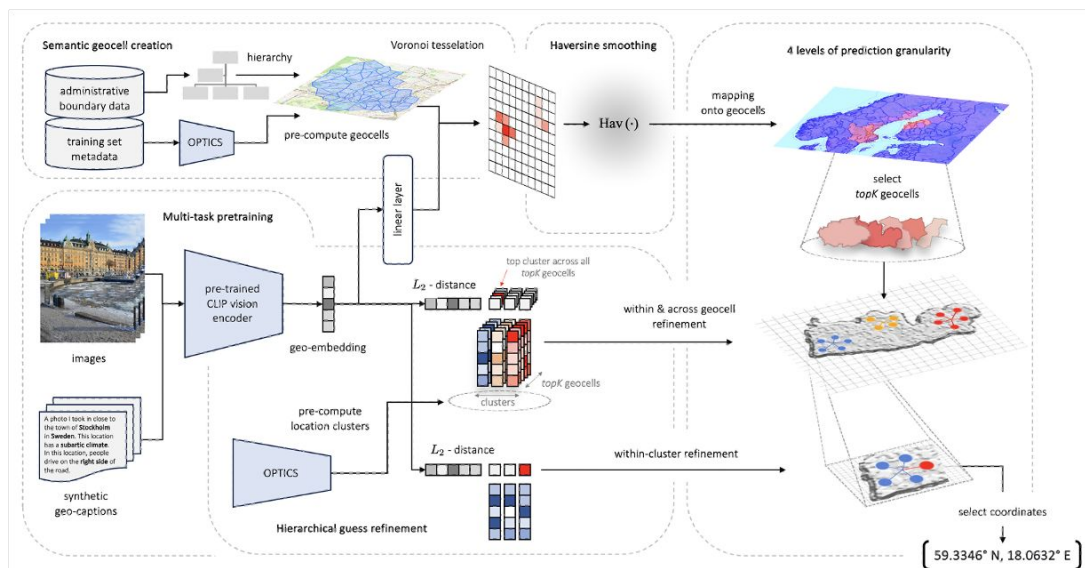 Semantic geocell creation
administrative
boundary data
training set
metadata
hierarchy
OPTICS
Voronoi tesselation
pre-compute geocells
Haversine smoothing
Hav(·)
mapping
onto geocells
4 levels of prediction granularity
select
topK geocells
linear layer
Multi-task pretraining
images
pre-trained
CLIP vision
encoder
geo-embedding
A photo I took in close to
the town of Stockholm
in Sweden. This location
has a subartic climate.
In this location, people
drive on the right side of
the road.
synthetic
geo-captions
L2 - distance
top cluster across all
topK geocells
topK geocells
clusters
within & across geocell
refinement
pre-compute
location clusters
OPTICS
L2 - distance
within-cluster refinement
Hierarchical guess refinement
select coordinates
[59.3346° N, 18.0632° E]